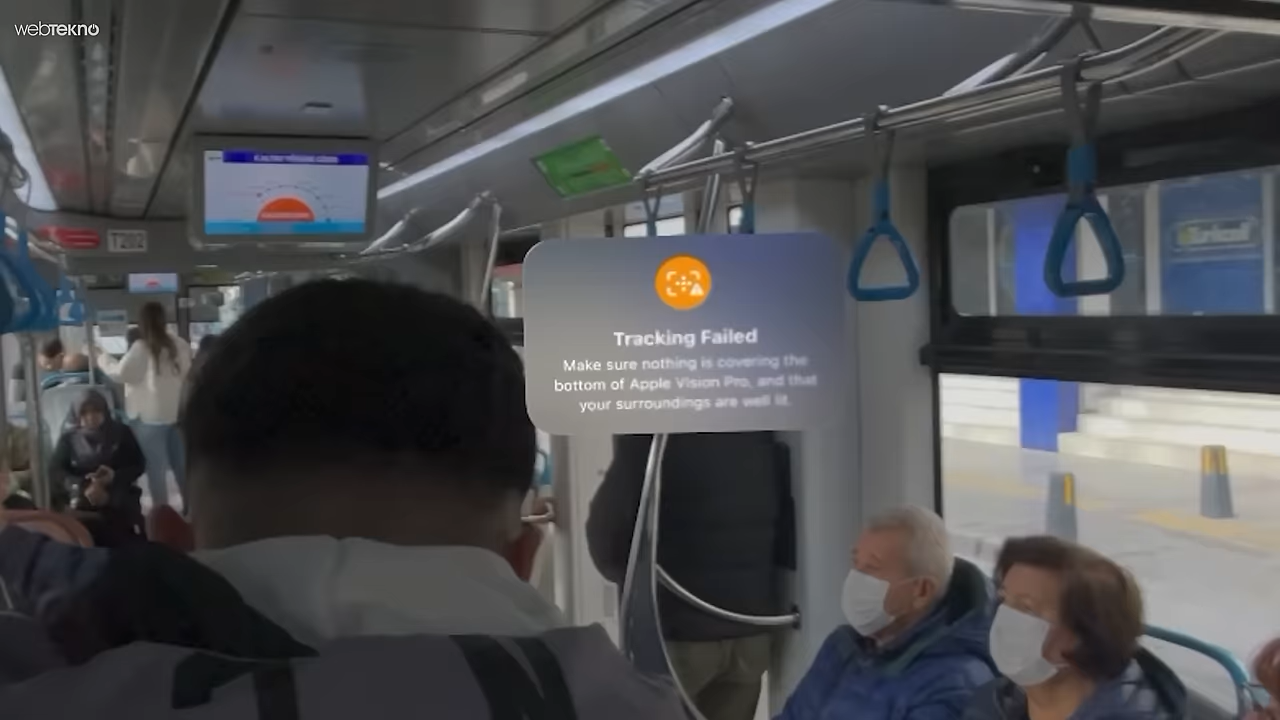 webtekno
T202
Tracking Failed
Make sure nothing is covering the
bottom of Apple Vision Pro, and that
your surroundings are well lit.